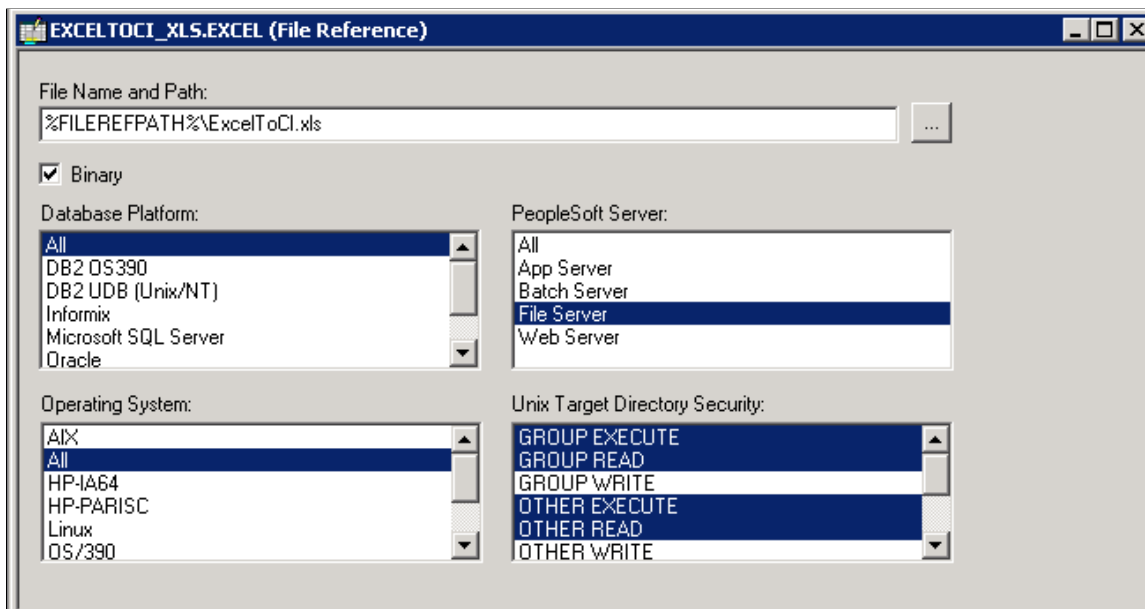 EXCELTOCI_XLS.EXCEL (File Reference)
File Name and Path:
%FILEREFPATH%\ExcelToCI.xls
...
Binary
Database Platform:
All
DB2 OS390
DB2 UDB (Unix/NT)
Informix
Microsoft SQL Server
Oracle
PeopleSoft Server:
All
App Server
Batch Server
File Server
Web Server
Operating System:
AIX
All
HP-IA64
HP-PARISC
Linux
OS/390
Unix Target Directory Security:
GROUP EXECUTE
GROUP READ
GROUP WRITE
OTHER EXECUTE
OTHER READ
OTHER WRITE